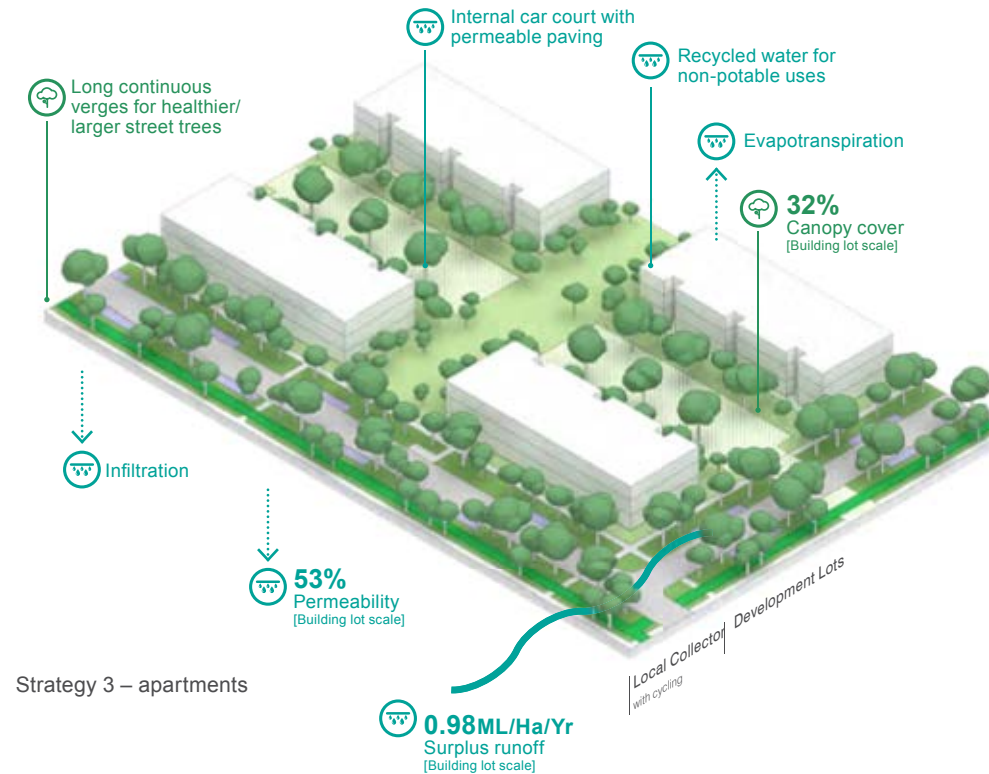 Internal car court with
permeable paving
Recycled water for
non-potable uses
Long continuous
verges for healthier/
larger street trees
Evapotranspiration
32%
Canopy cover
[Building lot scale]
Infiltration
53%
Permeability
[Building lot scale]
Local Collector
with cycling
Development Lots
Strategy 3 – apartments
0.98ML/Ha/Yr
Surplus runoff
[Building lot scale]